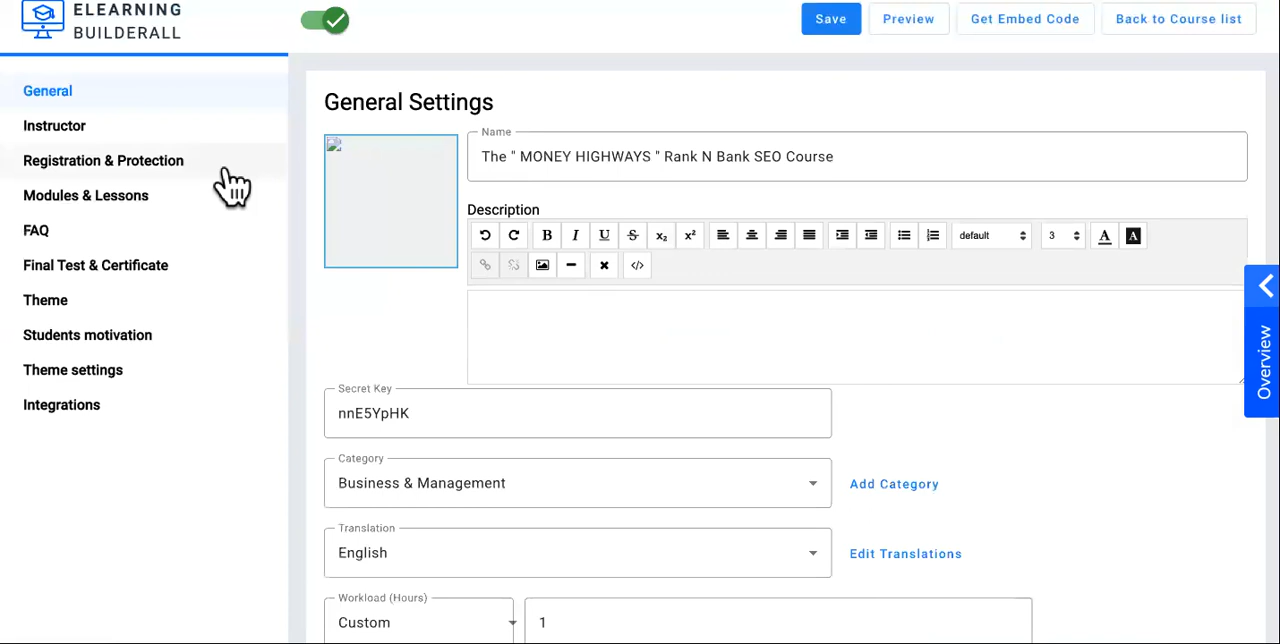 ELEARNING
BUILDERALL
Save
Preview
Get Embed Code
Back to Course list
General
Instructor
Registration & Protection
Modules & Lessons
FAQ
Final Test & Certificate
Theme
Students motivation
Theme settings
Integrations
General Settings
Name
The " MONEY HIGHWAYS " Rank N Bank SEO Course
Description
B I U S x₂ x² default 3 A A
</>
Secret Key
nnE5YpHK
Category
Business & Management
Add Category
Translation
English
Edit Translations
Workload (Hours)
Custom
1
Overview